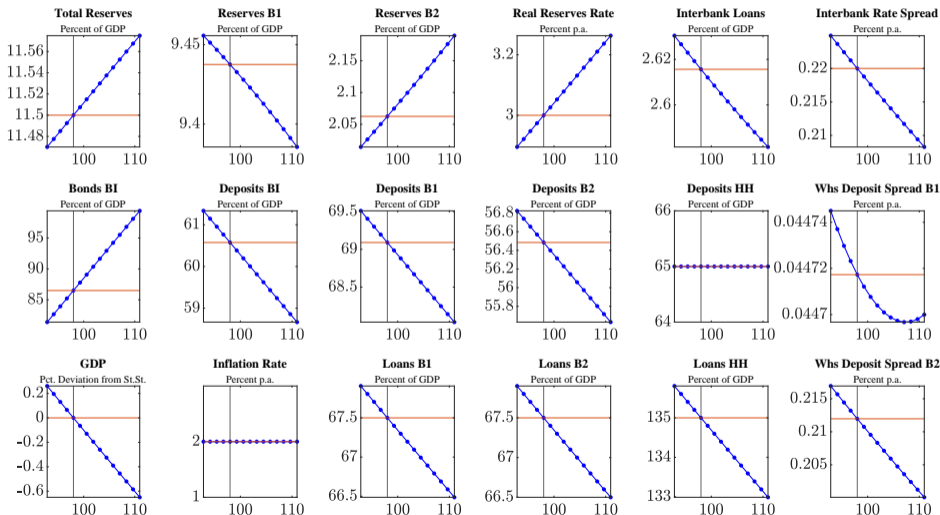 Total Reserves
Percent of GDP
11.56
11.54
11.52
11.5
11.48
100
110
Reserves B1
Percent of GDP
9.45
9.4
100
110
Reserves B2
Percent of GDP
2.15
2.1
2.05
100
110
Real Reserves Rate
Percent p.a.
3.2
3
100
110
Interbank Loans
Percent of GDP
2.62
2.6
100
110
Interbank Rate Spread
Percent p.a.
0.22
0.21
0.21
100
110
Bonds BI
Percent of GDP
95
90
85
100
110
Deposits BI
Percent of GDP
61
60
59
100
110
Deposits B1
Percent of GDP
69.5
69
68.5
100
110
Deposits B2
Percent of GDP
56.8
56.6
56.4
56.2
56
55.8
100
110
Deposits HH
Percent of GDP
66
65
64
100
110
Whs Deposit Spread B1
Percent p.a.
0.04474
0.04472
0.0447
100
110
GDP
Pct. Deviation from St.St.
0.2
0
-0.2
-0.4
-0.6
100
110
Inflation Rate
Percent p.a.
2
1
100
110
Loans B1
Percent of GDP
67.5
67
66.5
100
110
Loans B2
Percent of GDP
67.5
67
66.5
100
110
Loans HH
Percent of GDP
135
134
133
100
110
Whs Deposit Spread B2
Percent p.a.
0.215
0.21
0.205
100
110